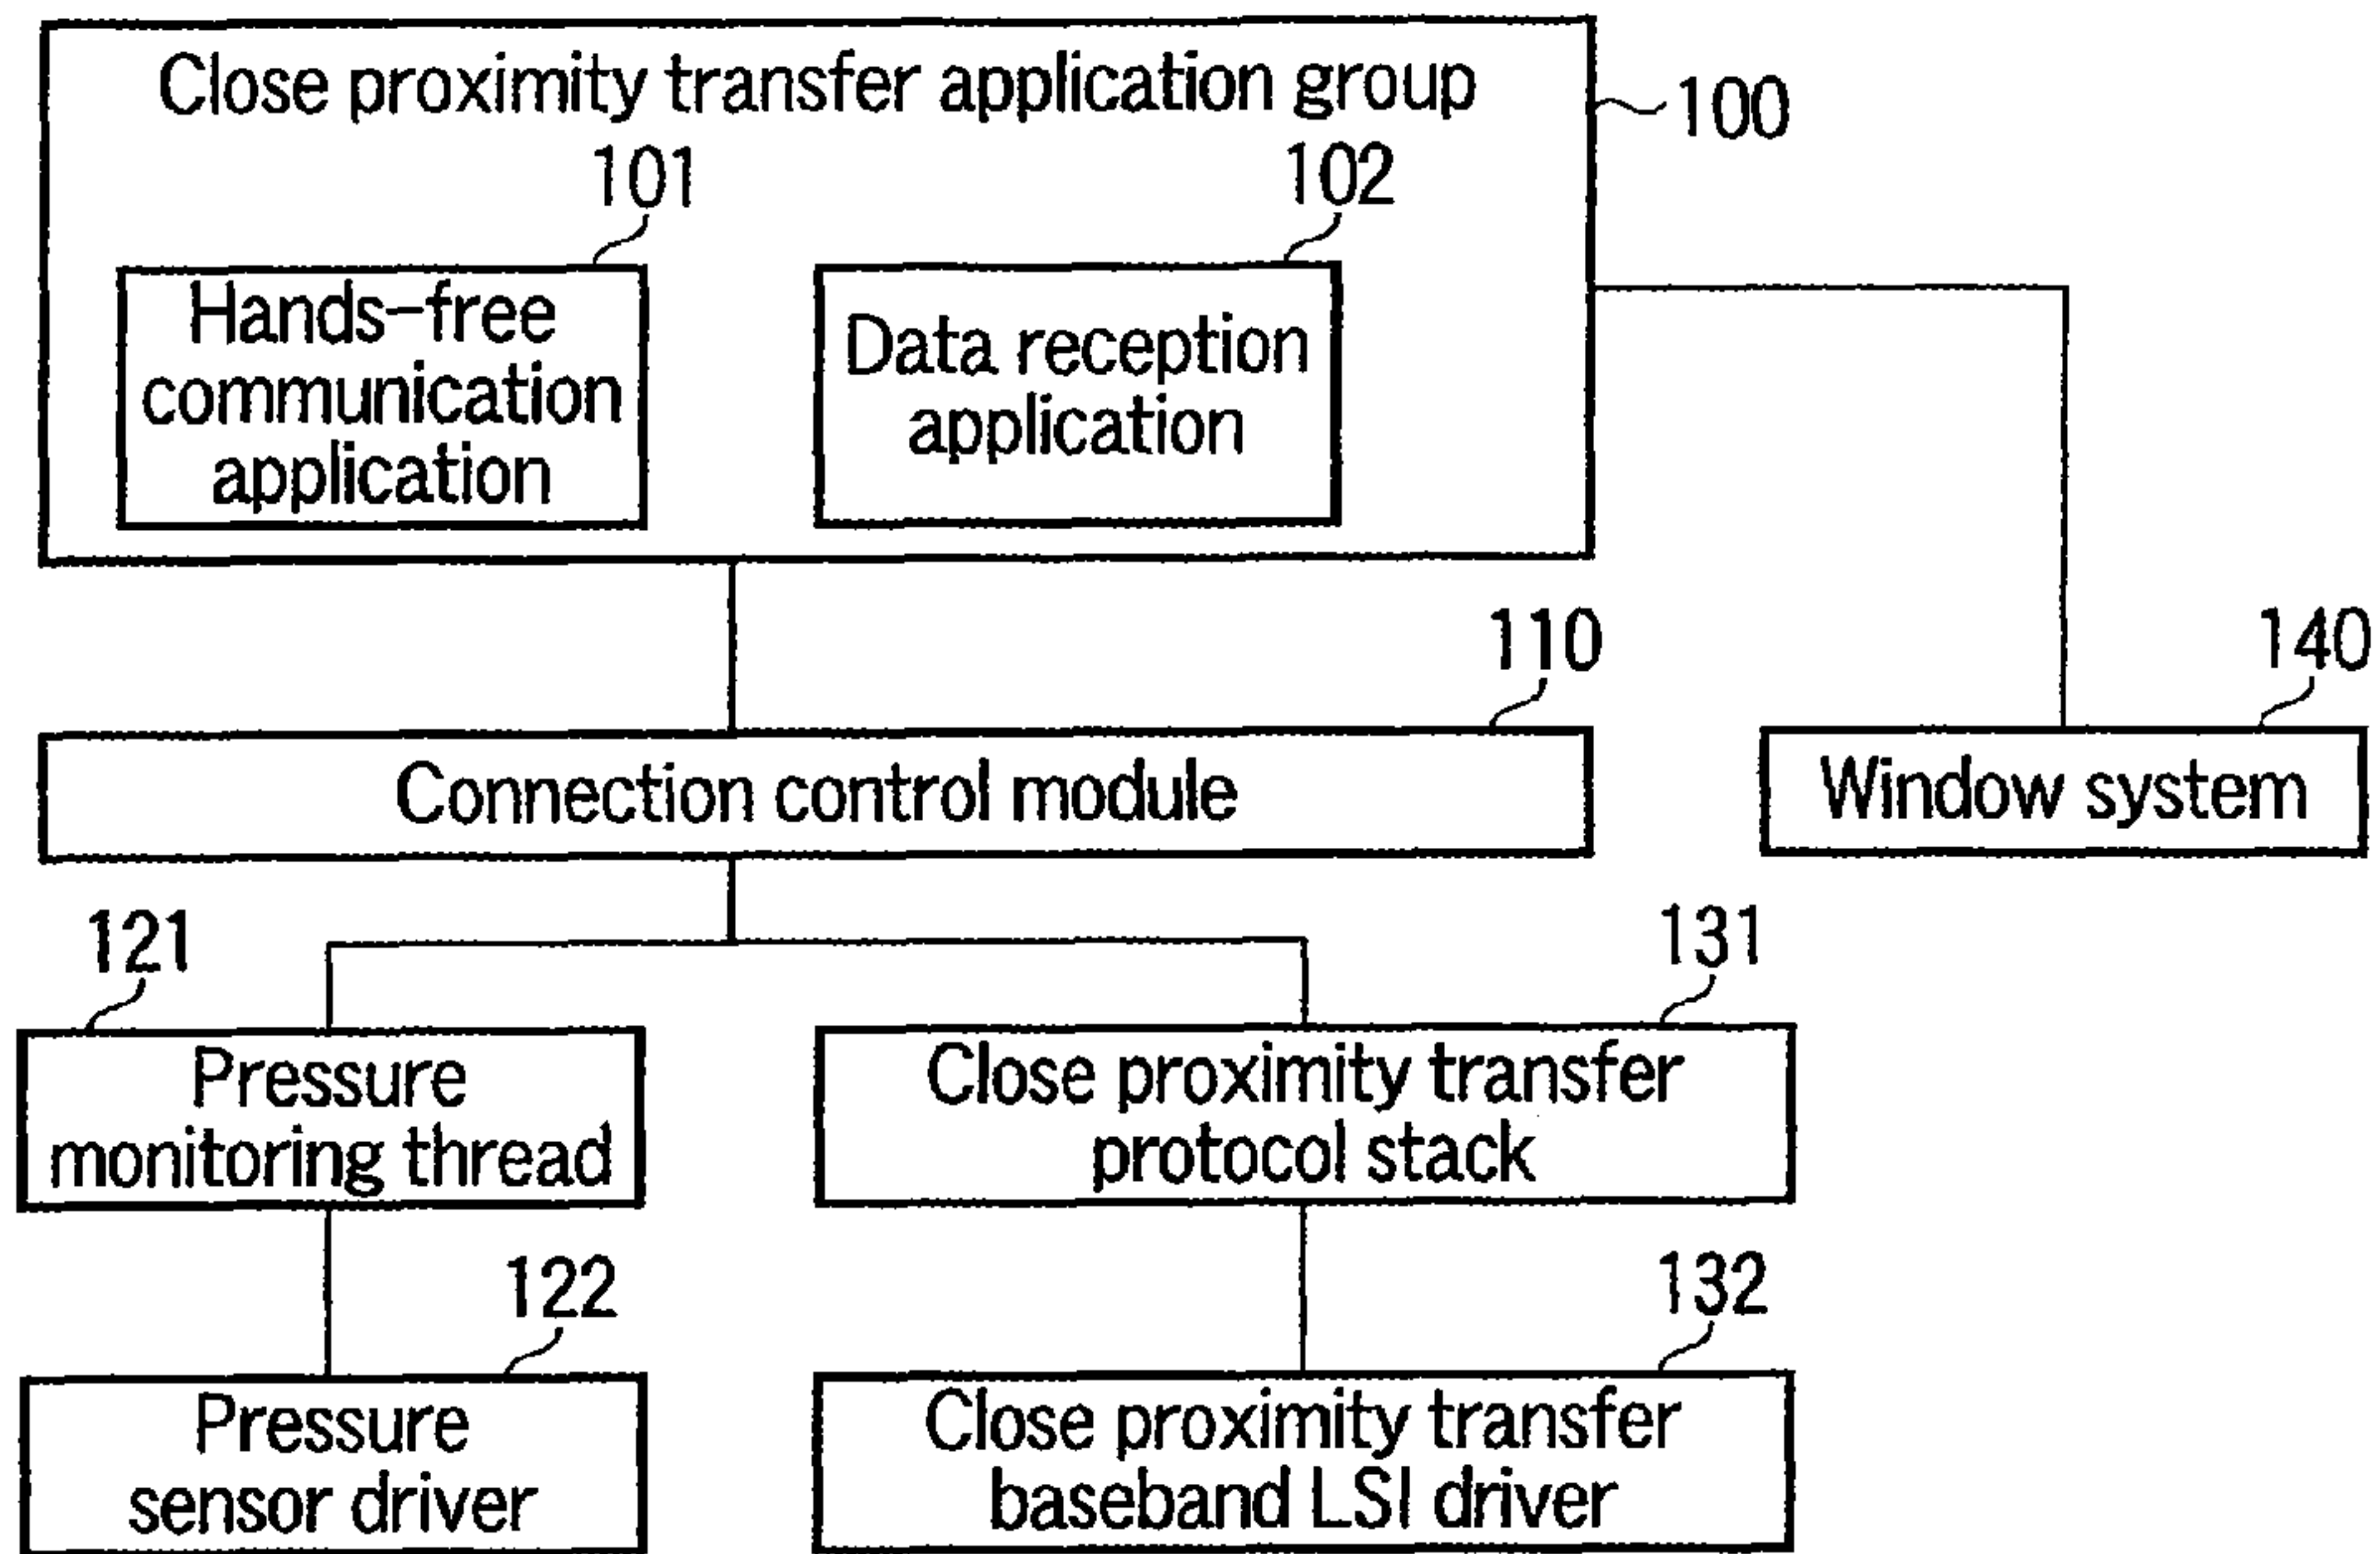 Close proximity transfer application group
100
101
102
Hands-free
communication
application
Data reception
application
110
140
Connection control module
Window system
121
131
Pressure
monitoring thread
Close proximity transfer
protocol stack
122
132
Pressure
sensor driver
Close proximity transfer
baseband LSI driver